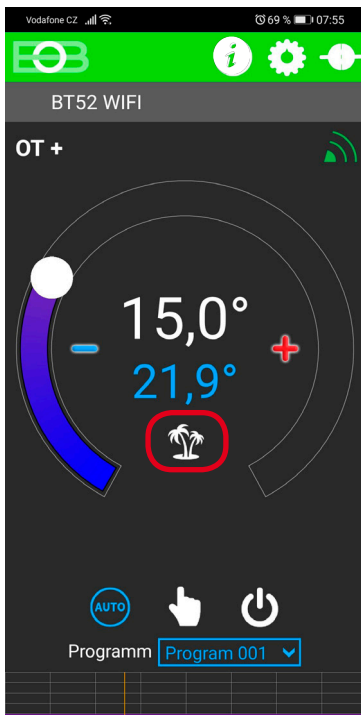 Vodafone CZ 69 % 07:55
EOB
i
BT52 WIFI
OT +
15,0°
21,9°
AUTO
Programm Program 001